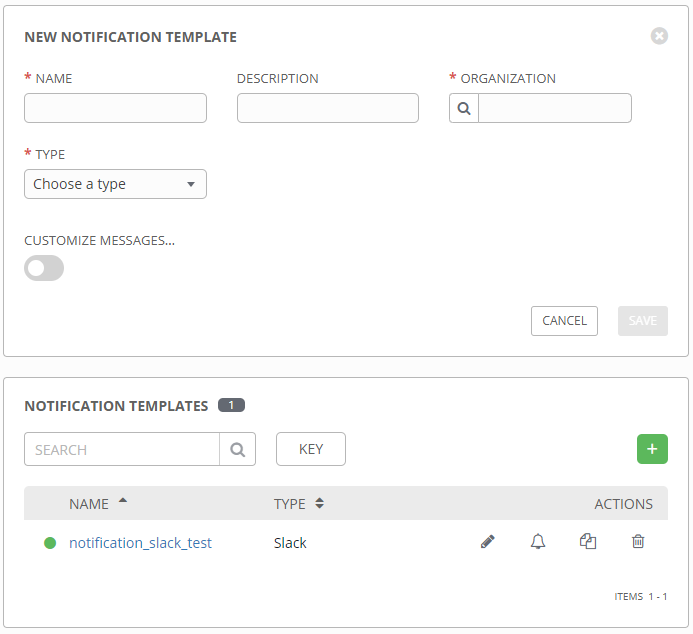 NEW NOTIFICATION TEMPLATE
* NAME DESCRIPTION * ORGANIZATION
* TYPE
Choose a type
CUSTOMIZE MESSAGES...
CANCEL SAVE
NOTIFICATION TEMPLATES 1
SEARCH KEY +
NAME TYPE ACTIONS
notification_slack_test Slack
ITEMS 1 - 1